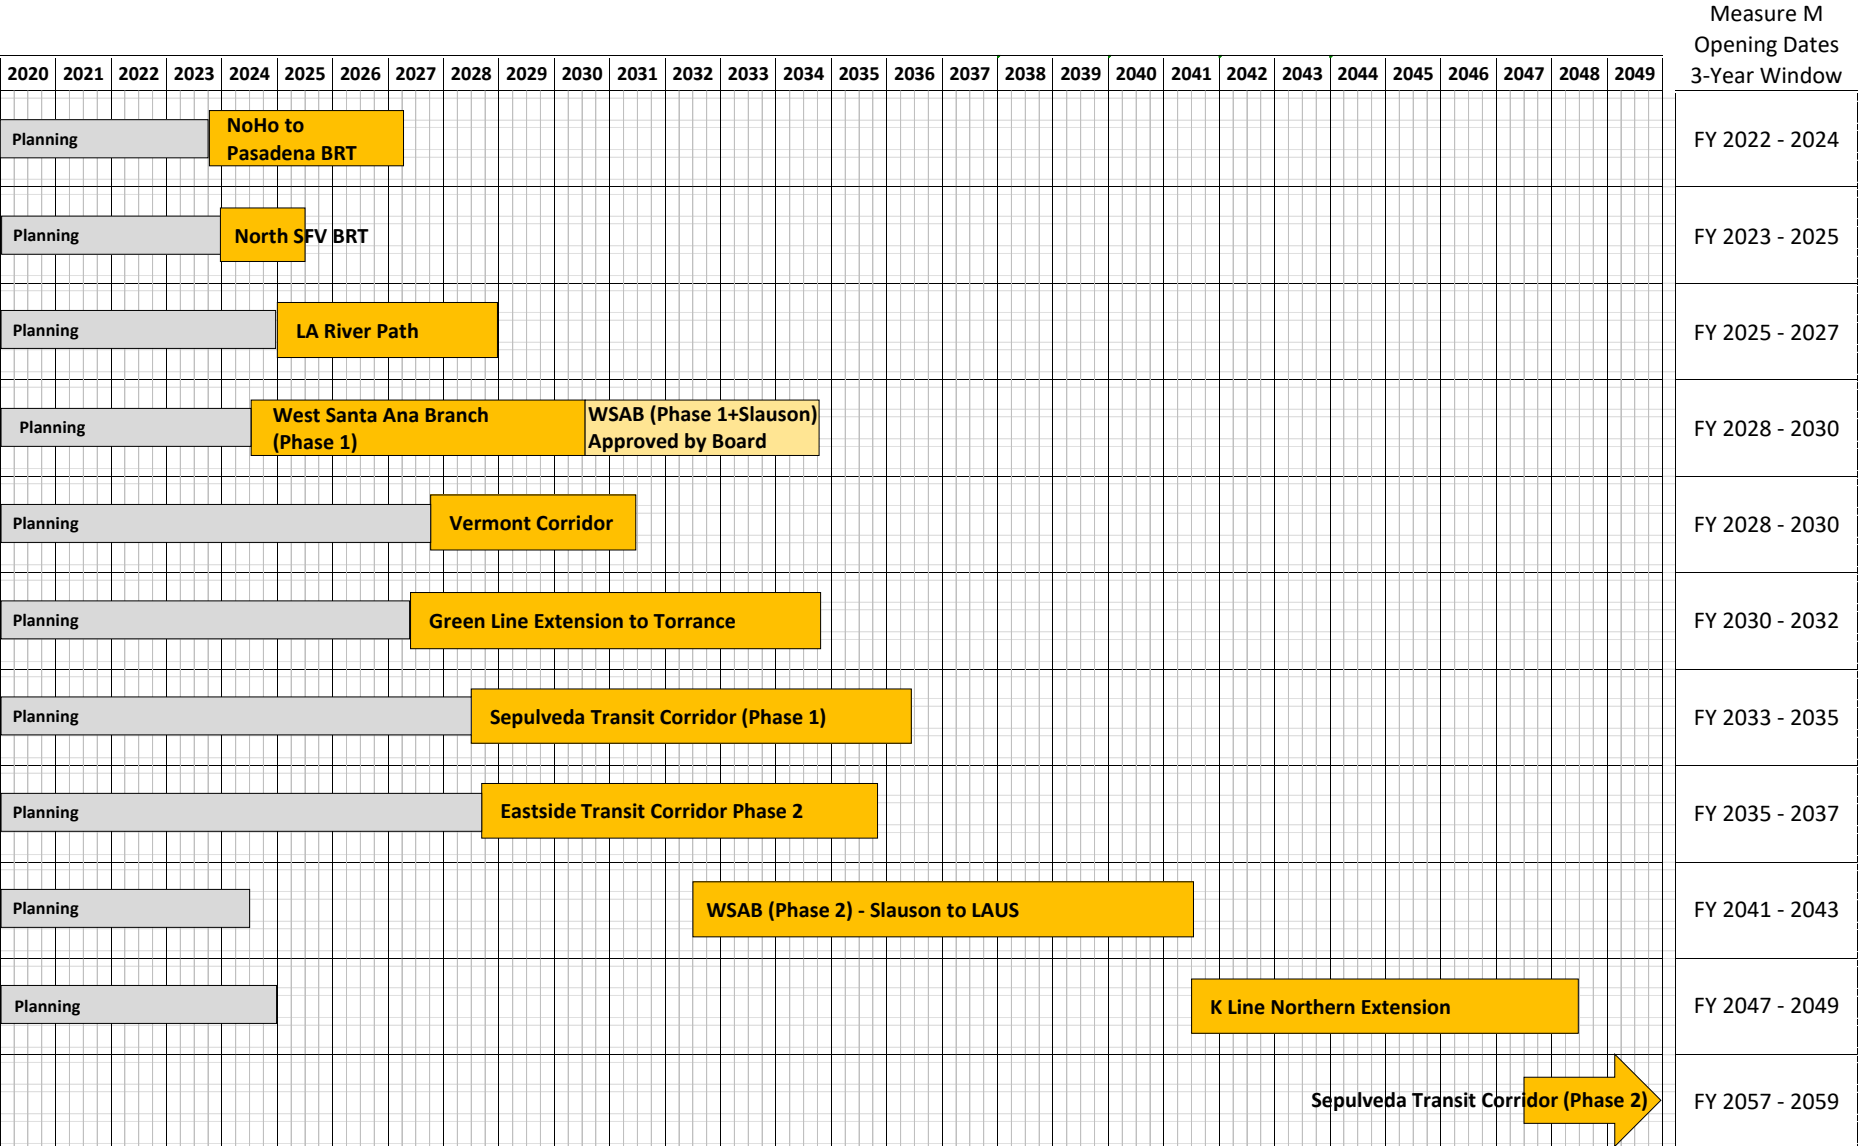 Measure M
Opening Dates
3-Year Window
2020 2021 2022 2023 2024 2025 2026 2027 2028 2029 2030 2031 2032 2033 2034 2035 2036 2037 2038 2039 2040 2041 2042 2043 2044 2045 2046 2047 2048 2049
Planning
NoHo to
Pasadena BRT
FY 2022 - 2024
Planning
North SFV BRT
FY 2023 - 2025
Planning
LA River Path
FY 2025 - 2027
Planning
West Santa Ana Branch
(Phase 1)
WSAB (Phase 1+Slauson)
Approved by Board
FY 2028 - 2030
Planning
Vermont Corridor
FY 2028 - 2030
Planning
Green Line Extension to Torrance
FY 2030 - 2032
Planning
Sepulveda Transit Corridor (Phase 1)
FY 2033 - 2035
Planning
Eastside Transit Corridor Phase 2
FY 2035 - 2037
Planning
WSAB (Phase 2) - Slauson to LAUS
FY 2041 - 2043
Planning
K Line Northern Extension
FY 2047 - 2049
Sepulveda Transit Corridor (Phase 2)
FY 2057 - 2059